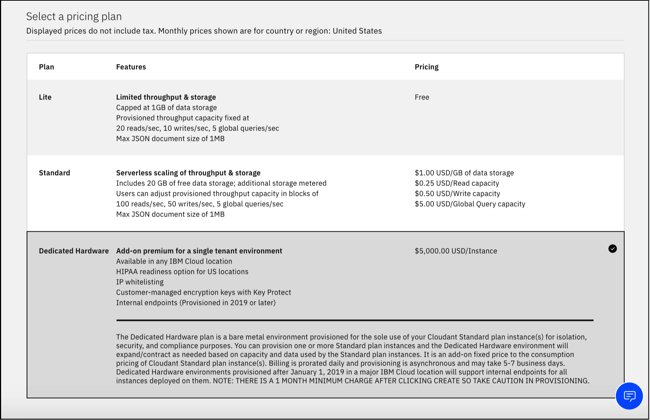 Select a pricing plan
Displayed prices do not include tax. Monthly prices shown are for country or region: United States
Plan Features Pricing
Lite Limited throughput & storage Free
Capped at 1GB of data storage
Provisioned throughput capacity fixed at
20 reads/sec, 10 writes/sec, 5 global queries/sec
Max JSON document size of 1MB
Standard Serverless scaling of throughput & storage $1.00 USD/GB of data storage
Includes 20 GB of free data storage; additional storage metered $0.25 USD/Read capacity
Users can adjust provisioned throughput capacity in blocks of $0.50 USD/Write capacity
100 reads/sec, 50 writes/sec, 5 global queries/sec $5.00 USD/Global Query capacity
Max JSON document size of 1MB
Dedicated Hardware Add-on premium for a single tenant environment $5,000.00 USD/Instance
Available in any IBM Cloud location
HIPAA readiness option for US locations
IP whitelisting
Customer-managed encryption keys with Key Protect
Internal endpoints (Provisioned in 2019 or later)
The Dedicated Hardware plan is a bare metal environment provisioned for the sole use of your Cloudant Standard plan instance(s) for isolation,
security, and compliance purposes. You can provision one or more Standard plan instances and the Dedicated Hardware environment will
expand/contract as needed based on capacity and data used by the Standard plan instances. It is an add-on fixed price to the consumption
pricing of Cloudant Standard plan instance(s). Billing is prorated daily and provisioning is asynchronous and may take 5-7 business days.
Dedicated Hardware environments provisioned after January 1, 2019 in a major IBM Cloud location will support internal endpoints for all
instances deployed on them. NOTE: THERE IS A 1 MONTH MINIMUM CHARGE AFTER CLICKING CREATE SO TAKE CAUTION IN PROVISIONING.